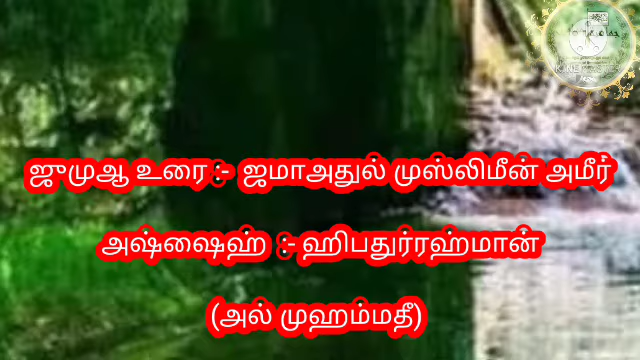 ஜுமுஆ உரை :- ஜமாஅதுல் முஸ்லிமீன் அமீர்
அஷ்ஷைஹ் :- ஹிபதுர்ரஹ்மான்
(அல் முஹம்மதீ)